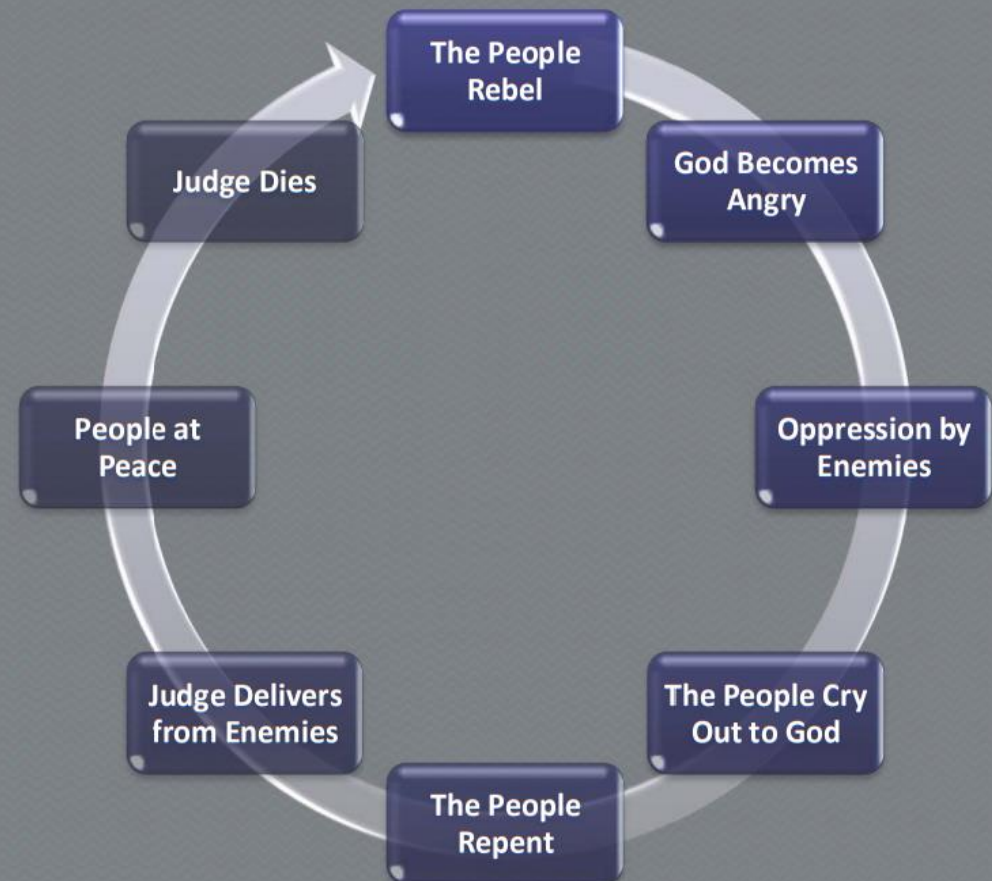 The People
Rebel
God Becomes
Angry
Oppression by
Enemies
The People Cry
Out to God
The People
Repent
Judge Delivers
from Enemies
People at
Peace
Judge Dies